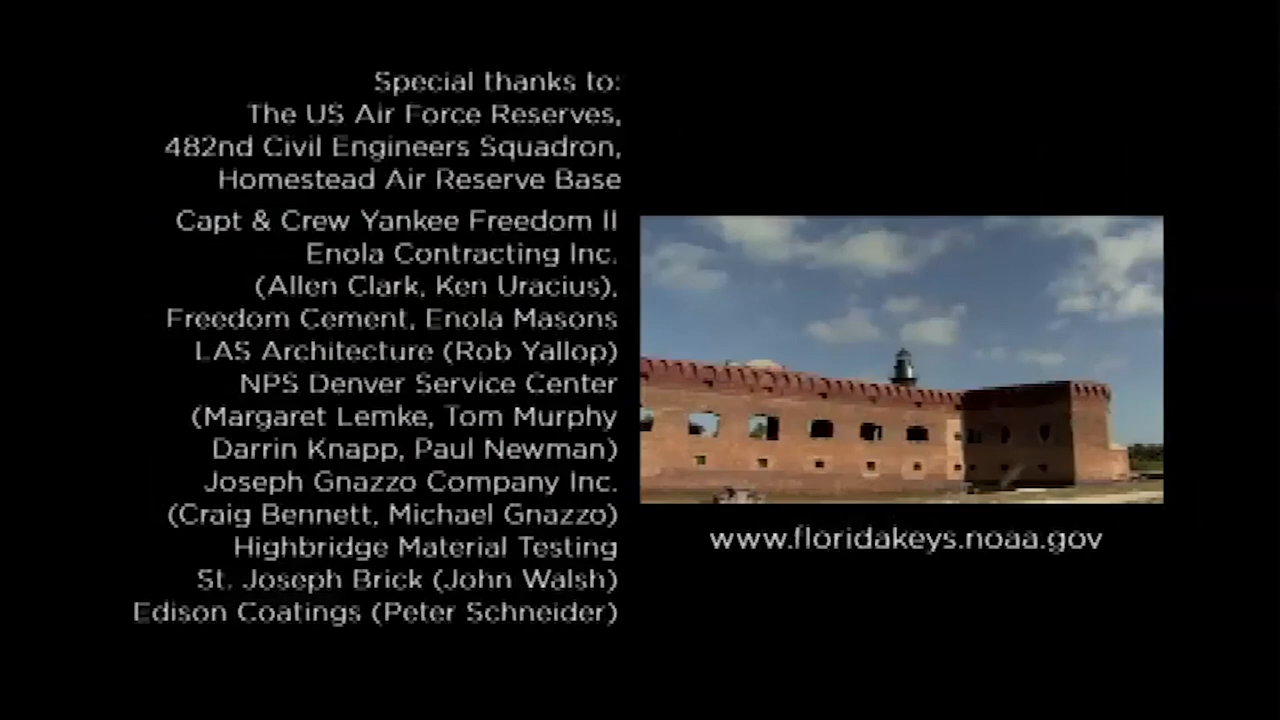 Special thanks to:
The US Air Force Reserves,
482nd Civil Engineers Squadron,
Homestead Air Reserve Base
Capt & Crew Yankee Freedom II
Enola Contracting Inc.
(Allen Clark, Ken Uracius),
Freedom Cement, Enola Masons
LAS Architecture (Rob Yallop)
NPS Denver Service Center
(Margaret Lemke, Tom Murphy
Darrin Knapp, Paul Newman)
Joseph Gnazzo Company Inc.
(Craig Bennett, Michael Gnazzo)
Highbridge Material Testing
St. Joseph Brick (John Walsh)
Edison Coatings (Peter Schneider)
www.floridakeys.noaa.gov